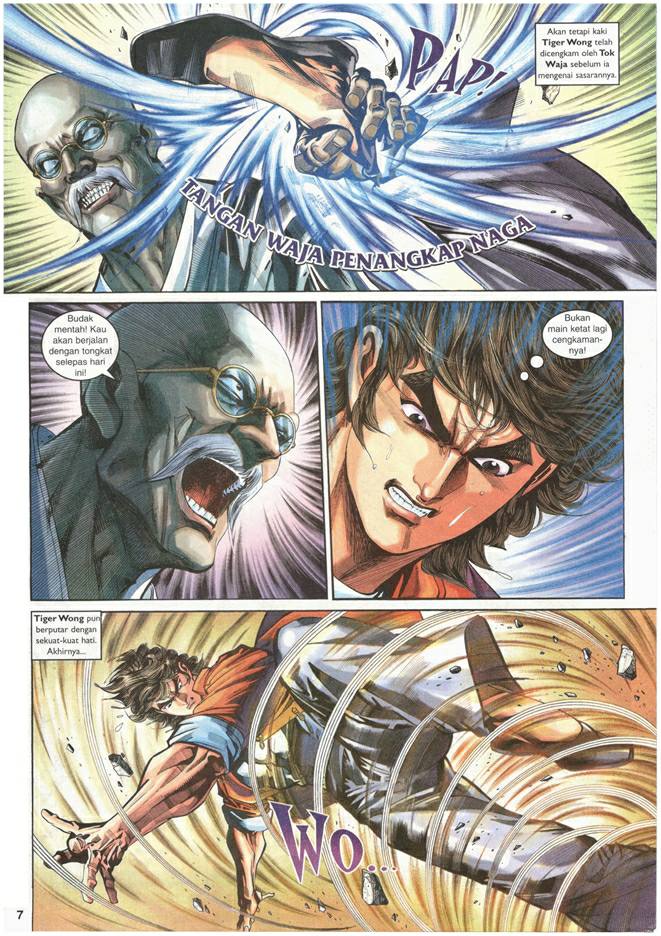 Akan tetapi kaki
Tiger Wong telah
dicengkam oleh Tok
Waja sebelum ia
mengenai sasarannya.
PAP!
TANGAN WAJA PENANGKAP NAGA
Budak
mentah! Kau
akan berjalan
dengan tongkat
selepas hari
ini!
Bukan
main ketat lagi
cengkaman-
nya!
Tiger Wong pun
berputar dengan
sekuat-kuat hati.
Akhirnya...
WO...
7